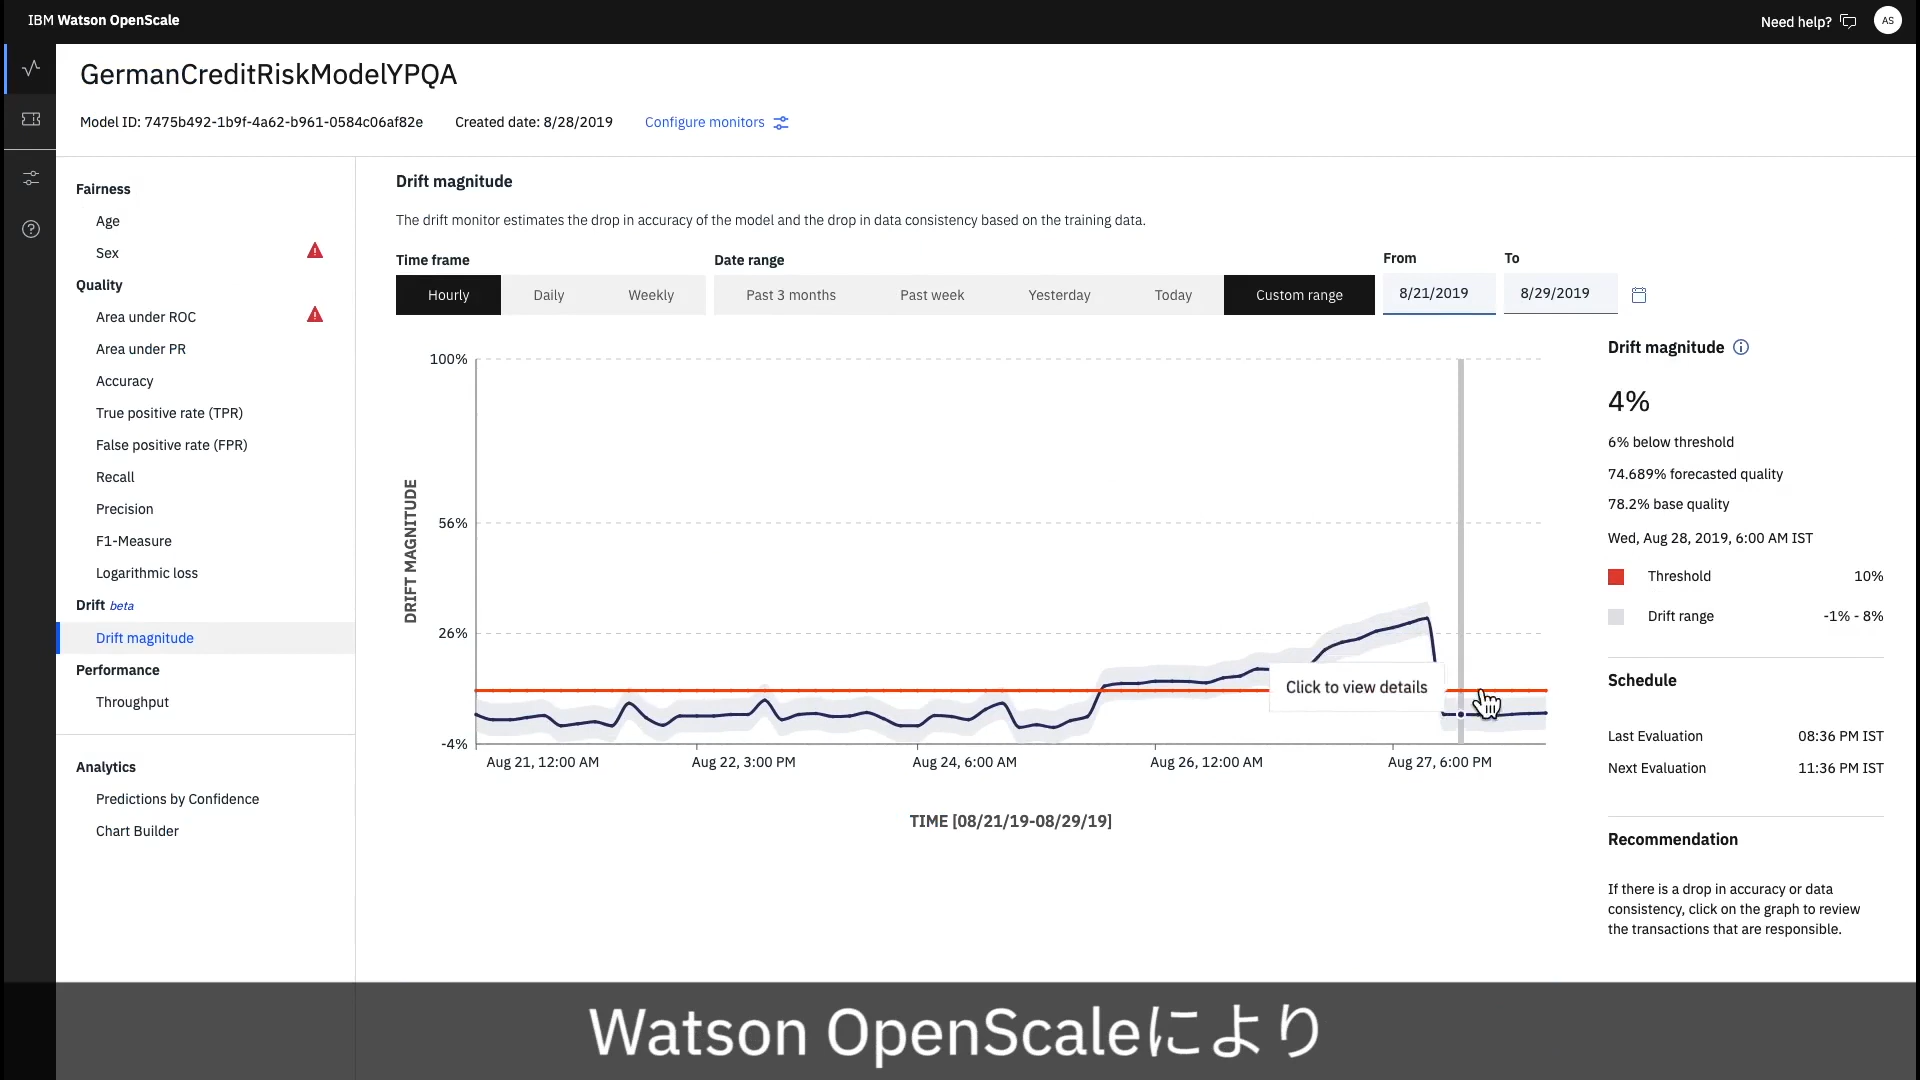 IBM Watson OpenScale
Need help?
AS
GermanCreditRiskModelYPQA
Model ID: 7475b492-1b9f-4a62-b961-0584c06af82e
Created date: 8/28/2019
Configure monitors
Fairness
Age
Sex
Quality
Area under ROC
Area under PR
Accuracy
True positive rate (TPR)
False positive rate (FPR)
Recall
Precision
F1-Measure
Logarithmic loss
Drift beta
Drift magnitude
Performance
Throughput
Analytics
Predictions by Confidence
Chart Builder
Drift magnitude
The drift monitor estimates the drop in accuracy of the model and the drop in data consistency based on the training data.
Time frame
Hourly Daily Weekly
Date range
Past 3 months Past week Yesterday Today Custom range
From
8/21/2019
To
8/29/2019
DRIFT MAGNITUDE
100%
56%
26%
-4%
Click to view details
Aug 21, 12:00 AM
Aug 22, 3:00 PM
Aug 24, 6:00 AM
Aug 26, 12:00 AM
Aug 27, 6:00 PM
TIME [08/21/19-08/29/19]
Drift magnitude
4%
6% below threshold
74.689% forecasted quality
78.2% base quality
Wed, Aug 28, 2019, 6:00 AM IST
Threshold 10%
Drift range -1% - 8%
Schedule
Last Evaluation 08:36 PM IST
Next Evaluation 11:36 PM IST
Recommendation
If there is a drop in accuracy or data
consistency, click on the graph to review
the transactions that are responsible.
Watson OpenScaleにより